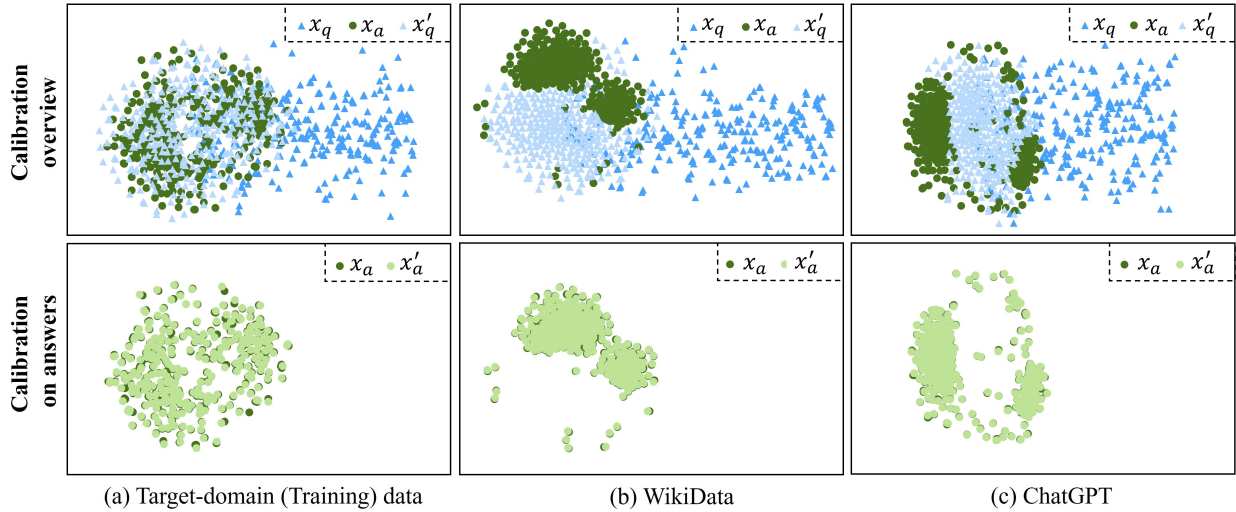 Calibration overview
x_q x_a x'_q
x_q x_a x'_q
x_q x_a x'_q
Calibration on answers
x_a x'_a
x_a x'_a
x_a x'_a
(a) Target-domain (Training) data
(b) WikiData
(c) ChatGPT